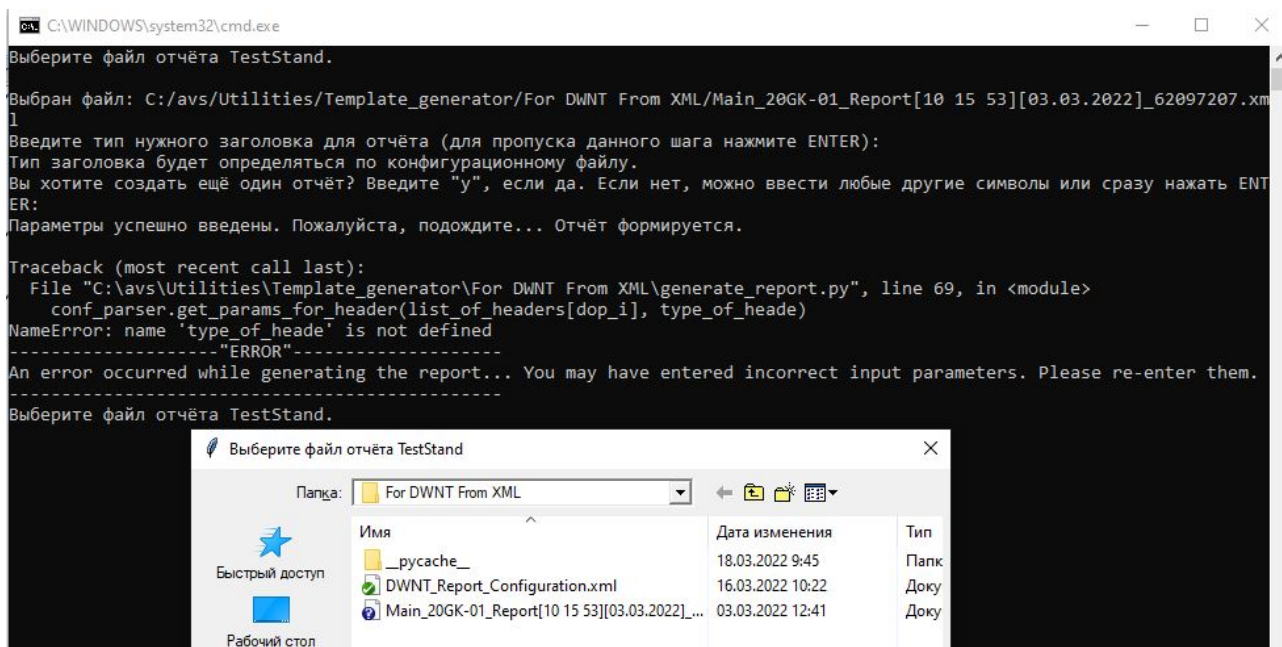 C:\WINDOWS\system32\cmd.exe
Выберите файл отчёта TestStand.
Выбран файл: C:/avs/Utilities/Template_generator/For DWNT From XML/Main_20GK-01_Report[10 15 53][03.03.2022]_62097207.xm
l
Введите тип нужного заголовка для отчёта (для пропуска данного шага нажмите ENTER):
Тип заголовка будет определяться по конфигурационному файлу.
Вы хотите создать ещё один отчёт? Введите "y", если да. Если нет, можно ввести любые другие символы или сразу нажать ENT
ER:
Параметры успешно введены. Пожалуйста, подождите... Отчёт формируется.
Traceback (most recent call last):
File "C:\avs\Utilities\Template_generator\For DWNT From XML\generate_report.py", line 69, in <module>
conf_parser.get_params_for_header(list_of_headers[dop_i], type_of_heade)
NameError: name 'type_of_heade' is not defined
--------------------"ERROR"--------------------
An error occurred while generating the report... You may have entered incorrect input parameters. Please re-enter them.
-----------------------------------------------
Выберите файл отчёта TestStand.
Выберите файл отчёта TestStand
Папка: For DWNT From XML
Имя Дата изменения Тип
__pycache__ 18.03.2022 9:45 Папк
DWNT_Report_Configuration.xml 16.03.2022 10:22 Доку
Main_20GK-01_Report[10 15 53][03.03.2022]_... 03.03.2022 12:41 Доку
Быстрый доступ
Рабочий стол